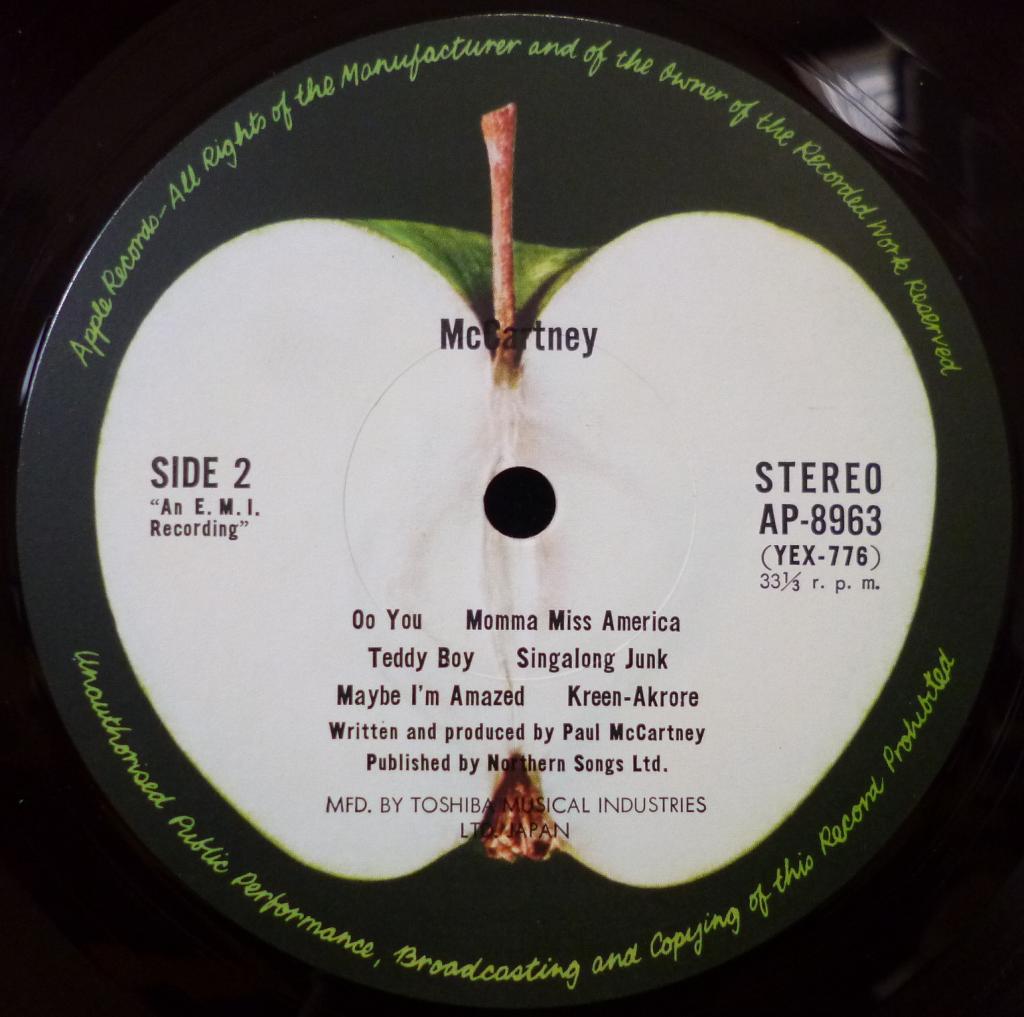 Apple Records-All Rights of the Manufacturer and of the Owner of the Recorded Work Reserved
McCartney
SIDE 2
"An E. M. I.
Recording"
STEREO
AP-8963
(YEX-776)
33⅓ r. p. m.
Oo You Momma Miss America
Teddy Boy Singalong Junk
Maybe I'm Amazed Kreen-Akrore
Written and produced by Paul McCartney
Published by Northern Songs Ltd.
MFD. BY TOSHIBA MUSICAL INDUSTRIES
LTD. JAPAN
Unauthorised Public Performance, Broadcasting and Copying of this Record Prohibited